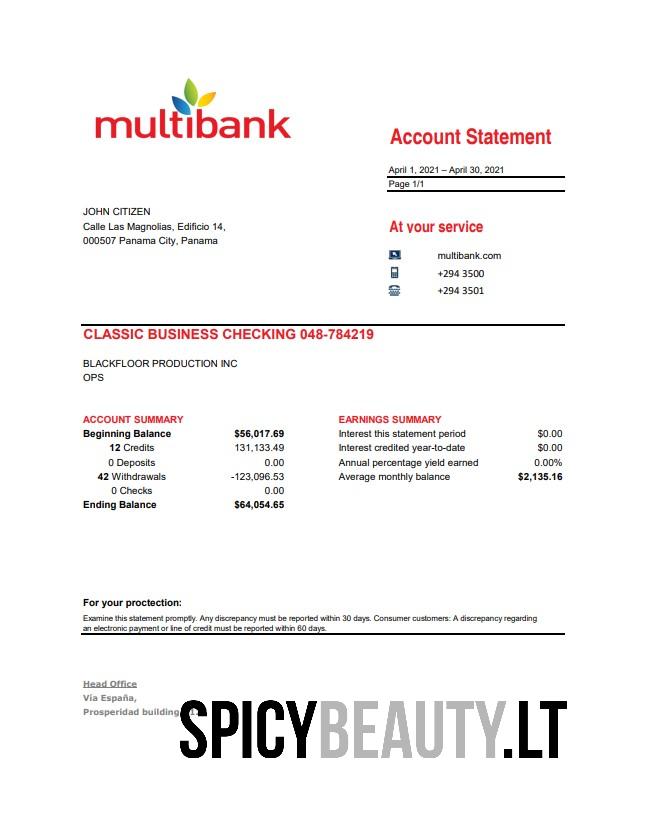 multibank
Account Statement
April 1, 2021 – April 30, 2021
Page 1/1
JOHN CITIZEN
Calle Las Magnolias, Edificio 14,
000507 Panama City, Panama
At your service
multibank.com
+294 3500
+294 3501
CLASSIC BUSINESS CHECKING 048-784219
BLACKFLOOR PRODUCTION INC
OPS
ACCOUNT SUMMARY
Beginning Balance $56,017.69
12 Credits 131,133.49
0 Deposits 0.00
42 Withdrawals -123,096.53
0 Checks 0.00
Ending Balance $64,054.65
EARNINGS SUMMARY
Interest this statement period $0.00
Interest credited year-to-date $0.00
Annual percentage yield earned 0.00%
Average monthly balance $2,135.16
For your proctection:
Examine this statement promptly. Any discrepancy must be reported within 30 days. Consumer customers: A discrepancy regarding
an electronic payment or line of credit must be reported within 60 days.
Head Office
Vía España,
Prosperidad building
SPICYBEAUTY.LT